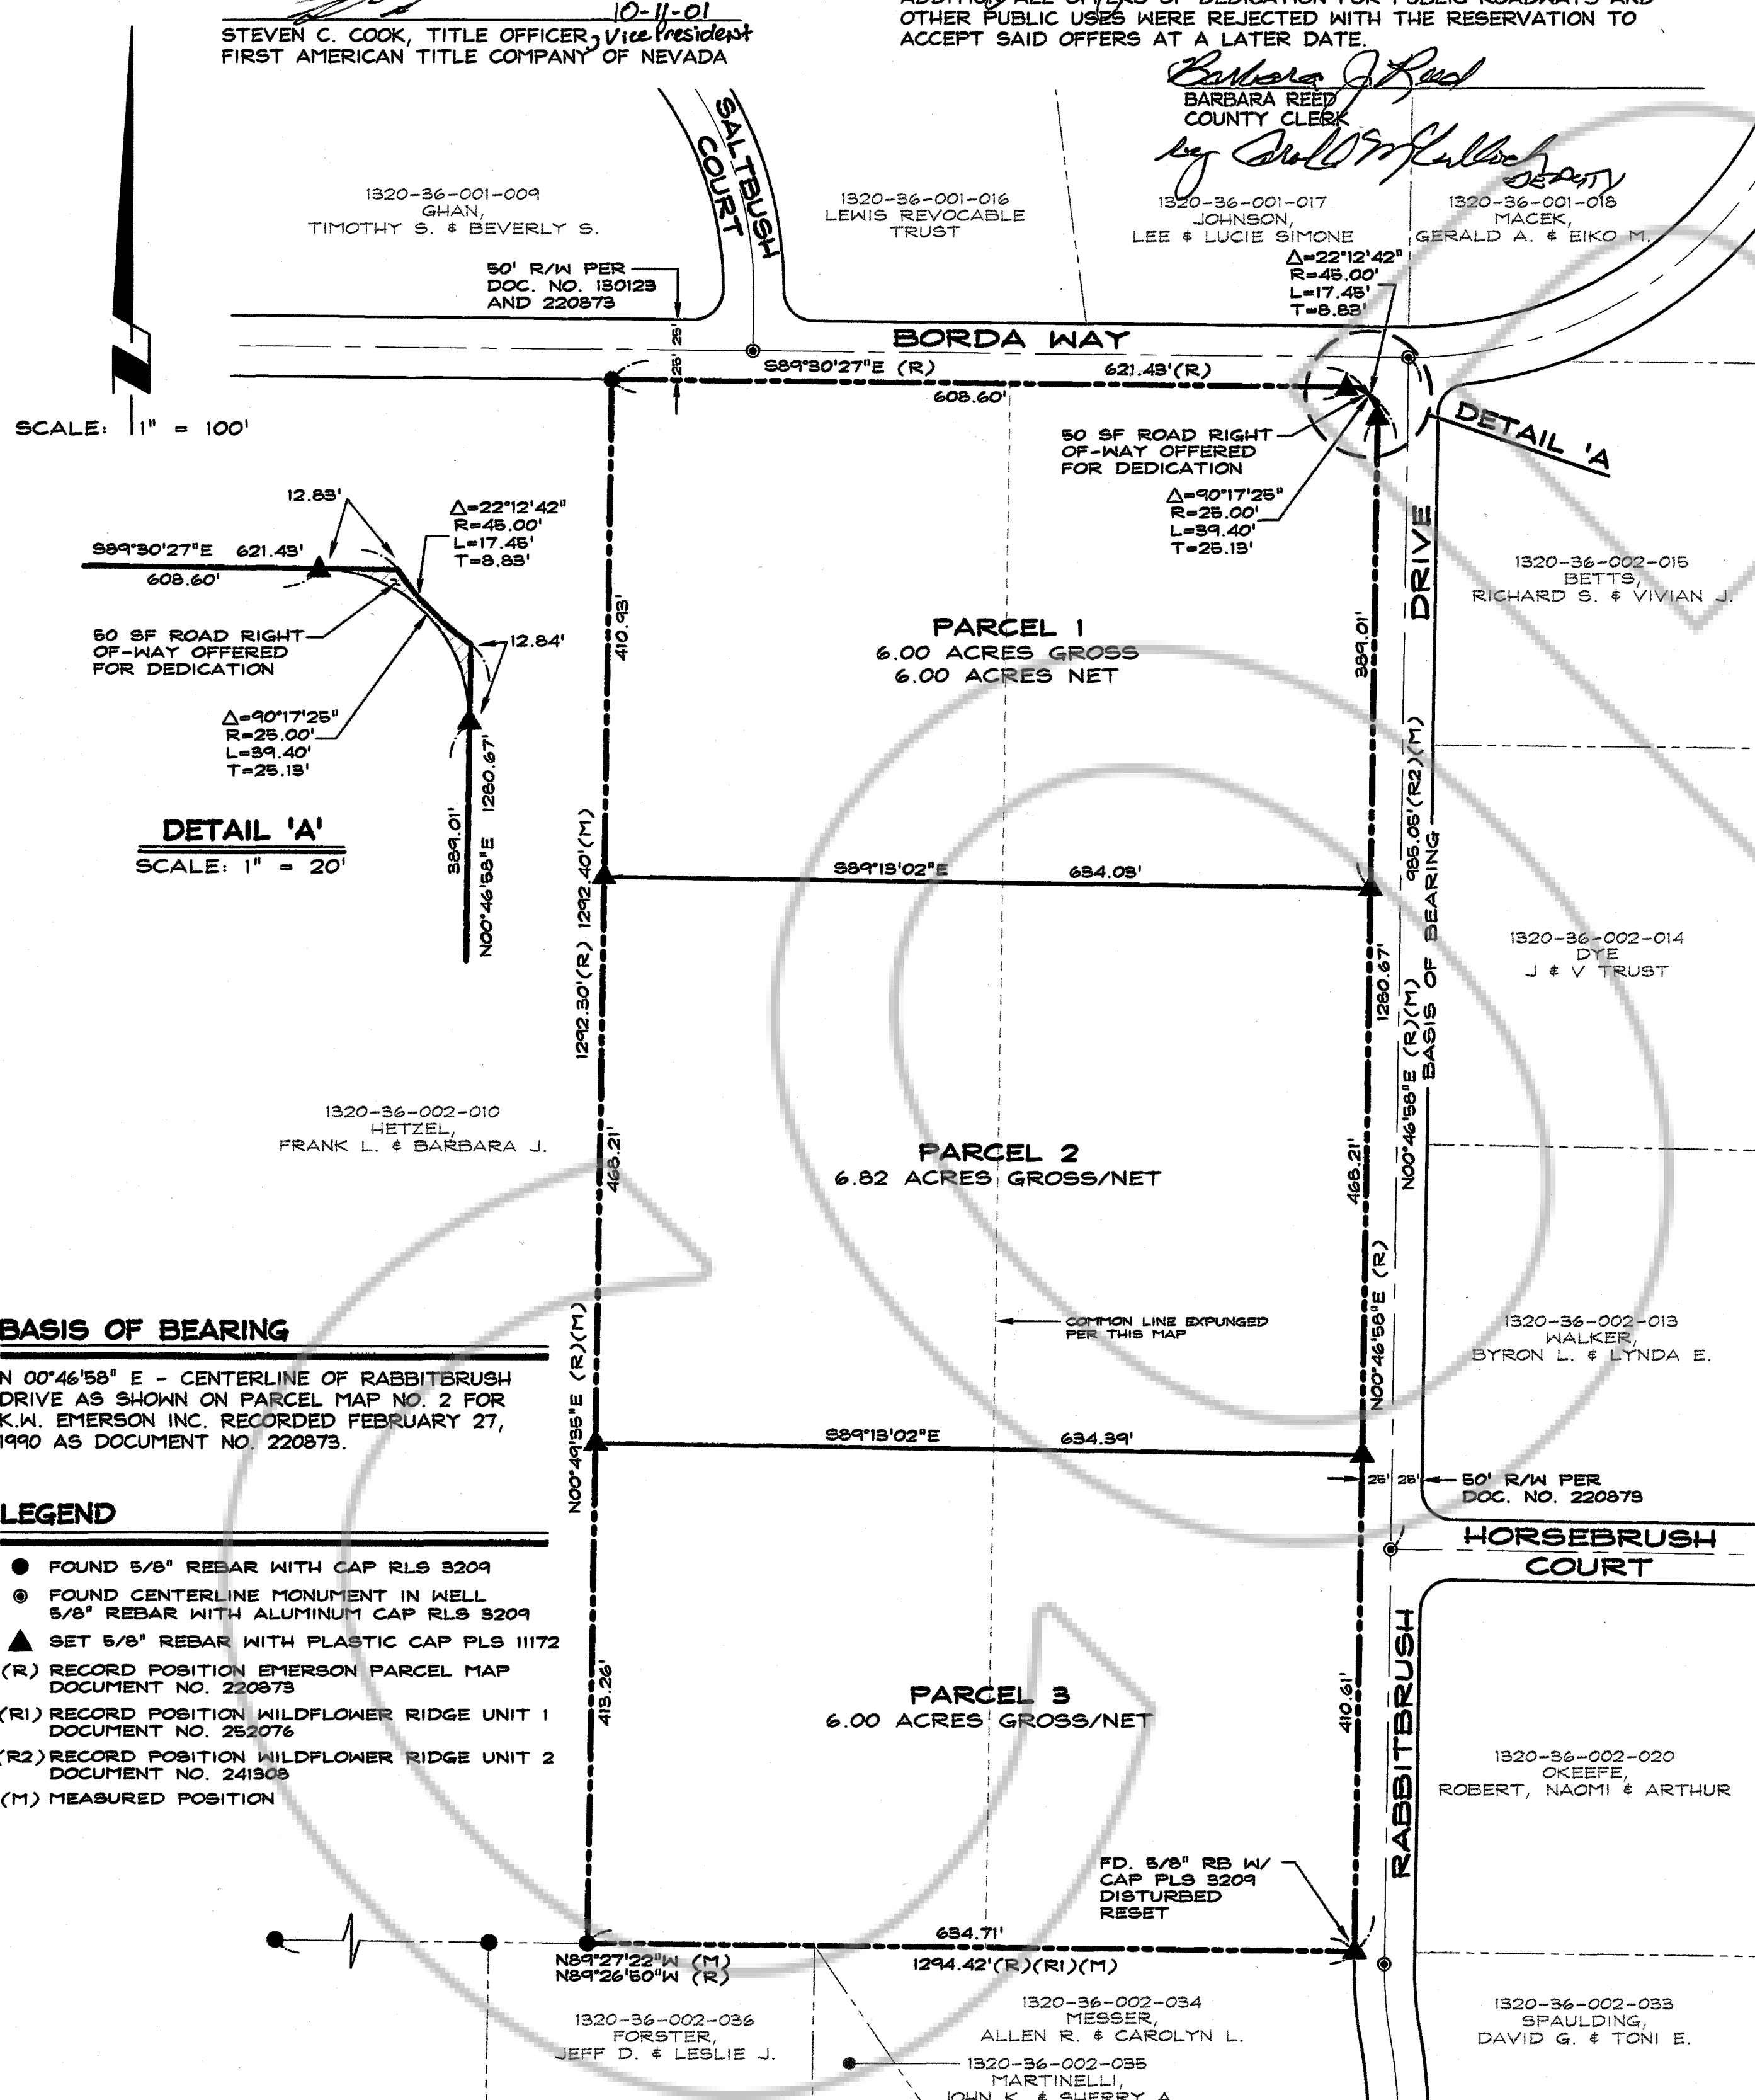 10-11-01
STEVEN C. COOK, TITLE OFFICER, Vice President
FIRST AMERICAN TITLE COMPANY OF NEVADA
ADDITION ALL OFFERS OF DEDICATION FOR PUBLIC ROADWAYS AND
OTHER PUBLIC USES WERE REJECTED WITH THE RESERVATION TO
ACCEPT SAID OFFERS AT A LATER DATE.
Barbara J Reed
BARBARA REED
COUNTY CLERK
by
DEPUTY
SALTBUSH
COURT
1320-36-001-009
GHAN,
TIMOTHY S. & BEVERLY S.
1320-36-001-016
LEWIS REVOCABLE
TRUST
1320-36-001-017
JOHNSON,
LEE & LUCIE SIMONE
1320-36-001-018
MACEK,
GERALD A. & EIKO M.
50' R/W PER
DOC. NO. 130123
AND 220873
25' 25'
Δ=22°12'42"
R=45.00'
L=17.45'
T=8.83'
BORDA WAY
S89°30'27"E (R) 621.43'(R)
608.60'
SCALE: 1" = 100'
50 SF ROAD RIGHT
OF-WAY OFFERED
FOR DEDICATION
Δ=90°17'25"
R=25.00'
L=39.40'
T=25.13'
DETAIL 'A
12.83'
Δ=22°12'42"
R=45.00'
L=17.45'
T=8.83'
S89°30'27"E 621.43'
608.60'
50 SF ROAD RIGHT
OF-WAY OFFERED
FOR DEDICATION
12.84'
Δ=90°17'25"
R=25.00'
L=39.40'
T=25.13'
389.01'
N00°46'58"E 1280.67'
DETAIL 'A'
SCALE: 1" = 20'
410.93'
PARCEL 1
6.00 ACRES GROSS
6.00 ACRES NET
389.01'
DRIVE
1320-36-002-015
BETTS,
RICHARD S. & VIVIAN J.
1292.30'(R) 1292.40'(M)
S89°13'02"E 634.03'
985.05'(R2)(M)
BASIS OF BEARING
N00°46'58"E (R)(M)
1280.67'
1320-36-002-014
DYE
J & V TRUST
1320-36-002-010
HETZEL,
FRANK L. & BARBARA J.
468.21'
PARCEL 2
6.82 ACRES GROSS/NET
468.21'
COMMON LINE EXPUNGED
PER THIS MAP
N00°46'58"E (R)
1320-36-002-013
WALKER,
BYRON L. & LYNDA E.
BASIS OF BEARING
N 00°46'58" E - CENTERLINE OF RABBITBRUSH
DRIVE AS SHOWN ON PARCEL MAP NO. 2 FOR
K.W. EMERSON INC. RECORDED FEBRUARY 27,
1990 AS DOCUMENT NO. 220873.
N00°49'35"E (R)(M)
S89°13'02"E 634.39'
25' 25'
50' R/W PER
DOC. NO. 220873
HORSEBRUSH
COURT
LEGEND
FOUND 5/8" REBAR WITH CAP RLS 3209
FOUND CENTERLINE MONUMENT IN WELL
5/8" REBAR WITH ALUMINUM CAP RLS 3209
SET 5/8" REBAR WITH PLASTIC CAP PLS 11172
(R) RECORD POSITION EMERSON PARCEL MAP
DOCUMENT NO. 220873
(R1) RECORD POSITION WILDFLOWER RIDGE UNIT 1
DOCUMENT NO. 252076
(R2) RECORD POSITION WILDFLOWER RIDGE UNIT 2
DOCUMENT NO. 241308
(M) MEASURED POSITION
413.26'
PARCEL 3
6.00 ACRES GROSS/NET
410.61'
RABBITBRUSH
1320-36-002-020
OKEEFE,
ROBERT, NAOMI & ARTHUR
FD. 5/8" RB W/
CAP PLS 3209
DISTURBED
RESET
634.71'
N89°27'22"W (M)
N89°26'50"W (R)
1294.42'(R)(R1)(M)
1320-36-002-036
FORSTER,
JEFF D. & LESLIE J.
1320-36-002-034
MESSER,
ALLEN R. & CAROLYN L.
1320-36-002-033
SPAULDING,
DAVID G. & TONI E.
1320-36-002-035
MARTINELLI,
JOHN K. & SHERRY A.